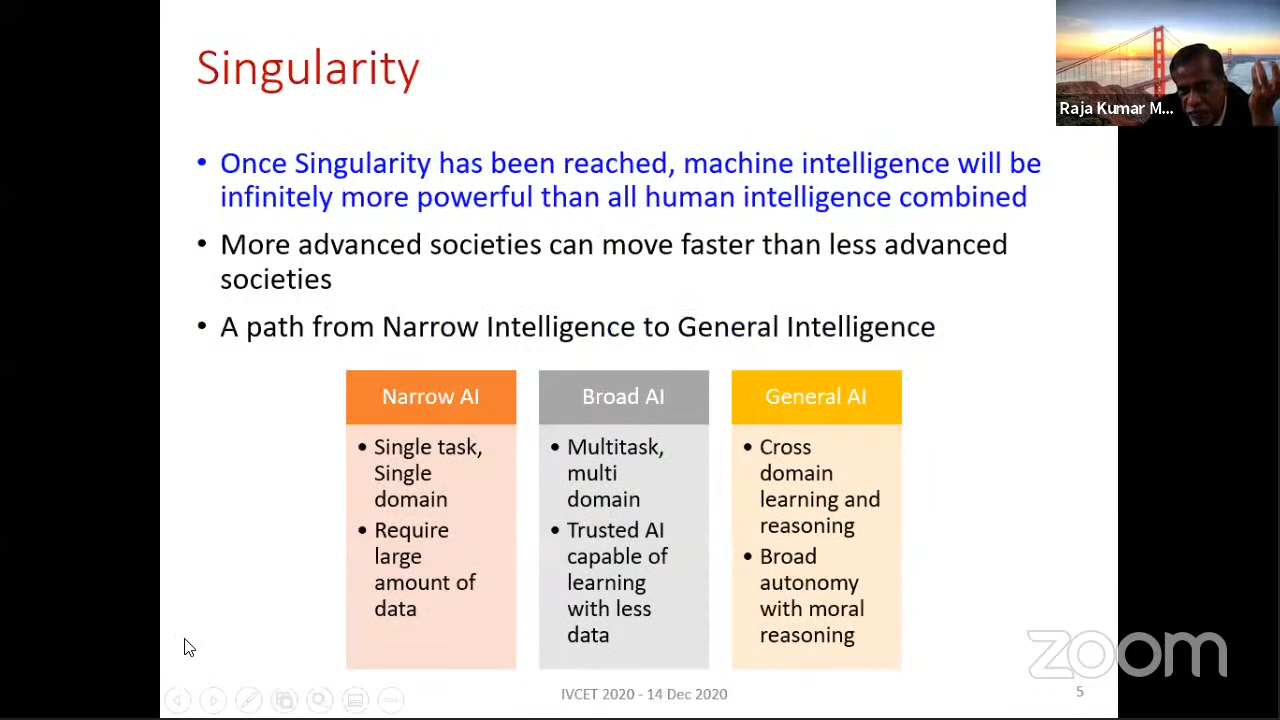 Singularity
Raja Kumar M...
• Once Singularity has been reached, machine intelligence will be
infinitely more powerful than all human intelligence combined
• More advanced societies can move faster than less advanced
societies
• A path from Narrow Intelligence to General Intelligence
Narrow AI
• Single task,
Single
domain
• Require
large
amount of
data
Broad AI
• Multitask,
multi
domain
• Trusted AI
capable of
learning
with less
data
General AI
• Cross
domain
learning and
reasoning
• Broad
autonomy
with moral
reasoning
zoom
IVCET 2020 - 14 Dec 2020
5